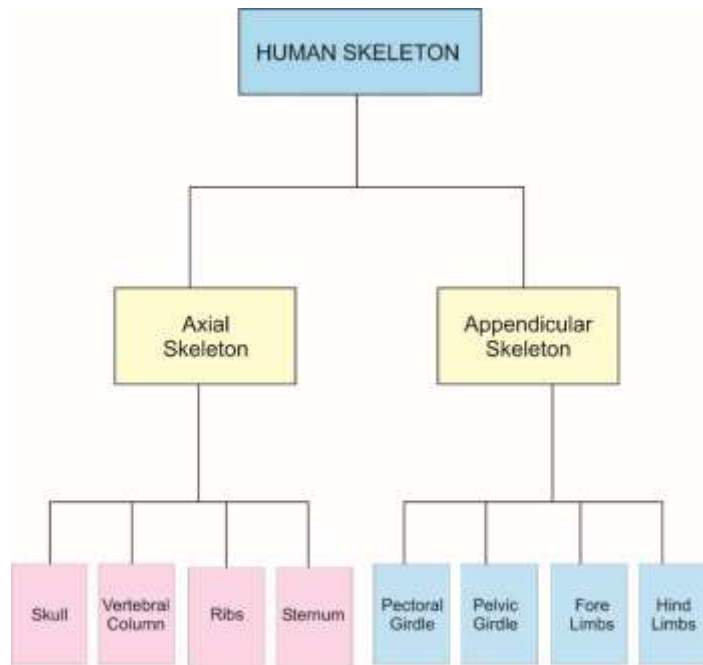 HUMAN SKELETON
Axial
Skeleton
Appendicular
Skeleton
Skull
Vertebral
Column
Ribs
Sternum
Pectoral
Girdle
Pelvic
Girdle
Fore
Limbs
Hind
Limbs